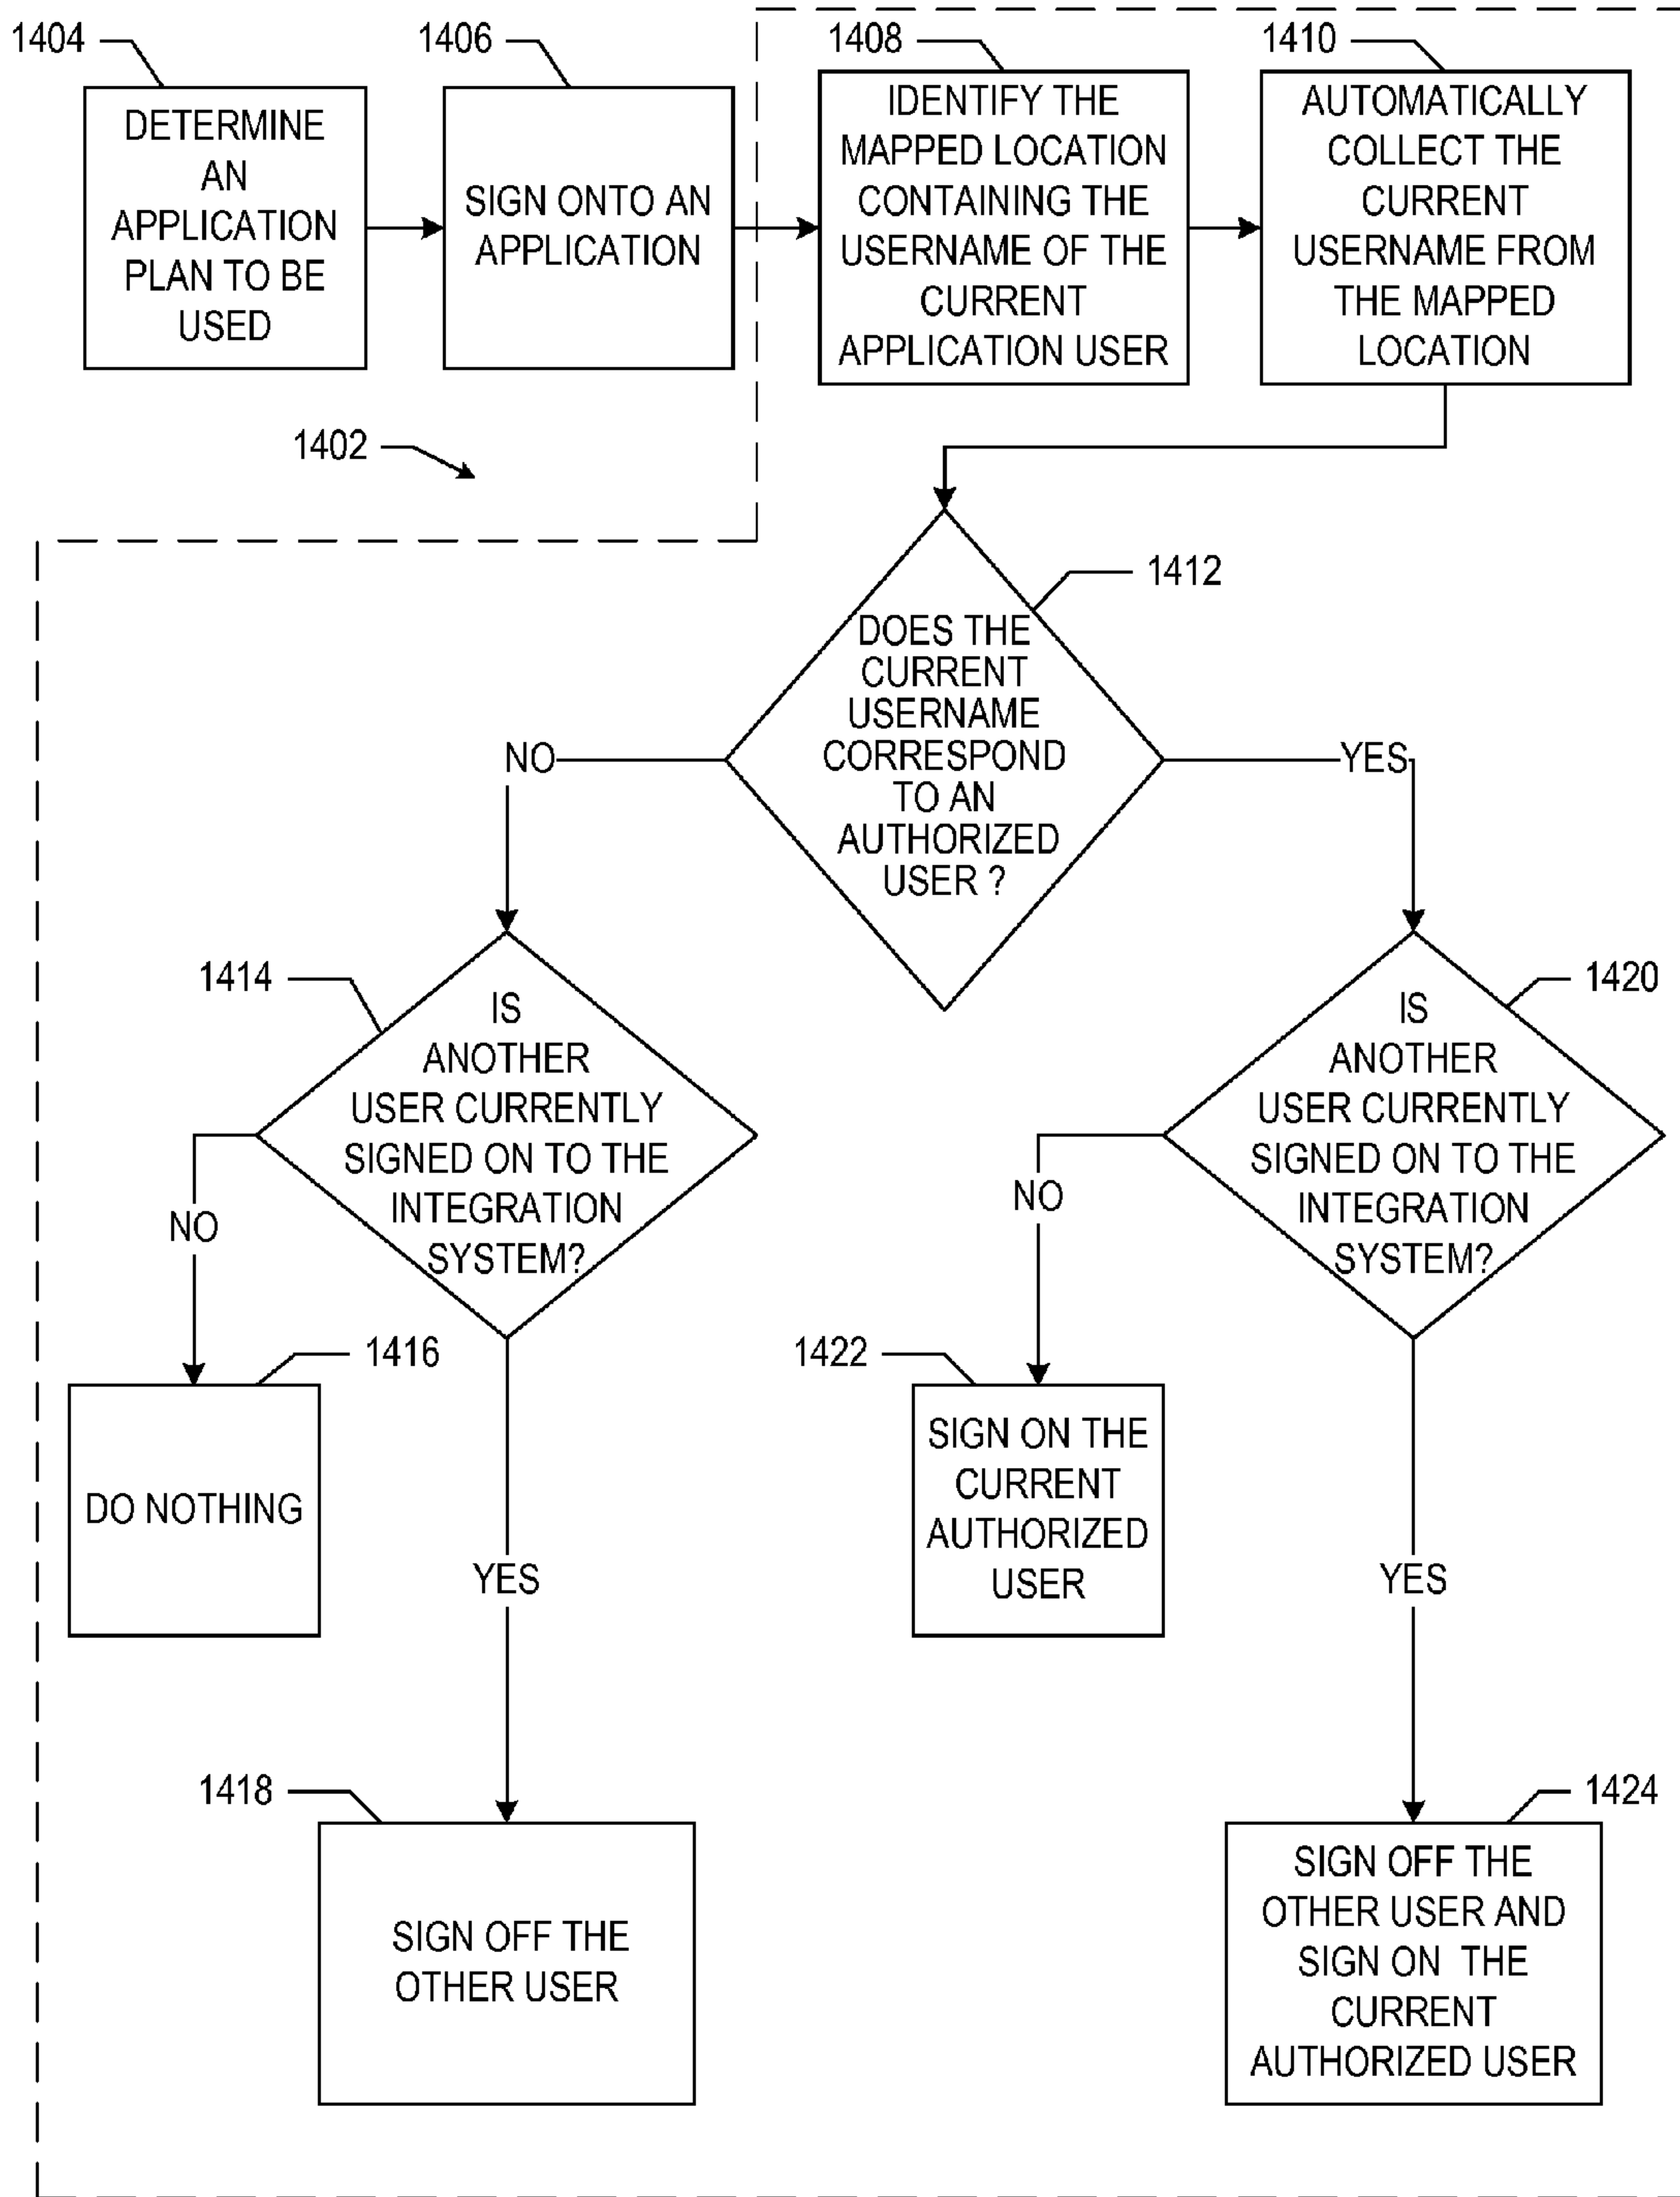 1404
DETERMINE
AN
APPLICATION
PLAN TO BE
USED
1406
SIGN ONTO AN
APPLICATION
1408
IDENTIFY THE
MAPPED LOCATION
CONTAINING THE
USERNAME OF THE
CURRENT
APPLICATION USER
1410
AUTOMATICALLY
COLLECT THE
CURRENT
USERNAME FROM
THE MAPPED
LOCATION
1402
1412
DOES THE
CURRENT
USERNAME
CORRESPOND
TO AN
AUTHORIZED
USER ?
NO
YES
1414
IS
ANOTHER
USER CURRENTLY
SIGNED ON TO THE
INTEGRATION
SYSTEM?
1420
IS
ANOTHER
USER CURRENTLY
SIGNED ON TO THE
INTEGRATION
SYSTEM?
NO
NO
1416
DO NOTHING
YES
1422
SIGN ON THE
CURRENT
AUTHORIZED
USER
YES
1418
SIGN OFF THE
OTHER USER
1424
SIGN OFF THE
OTHER USER AND
SIGN ON THE
CURRENT
AUTHORIZED USER